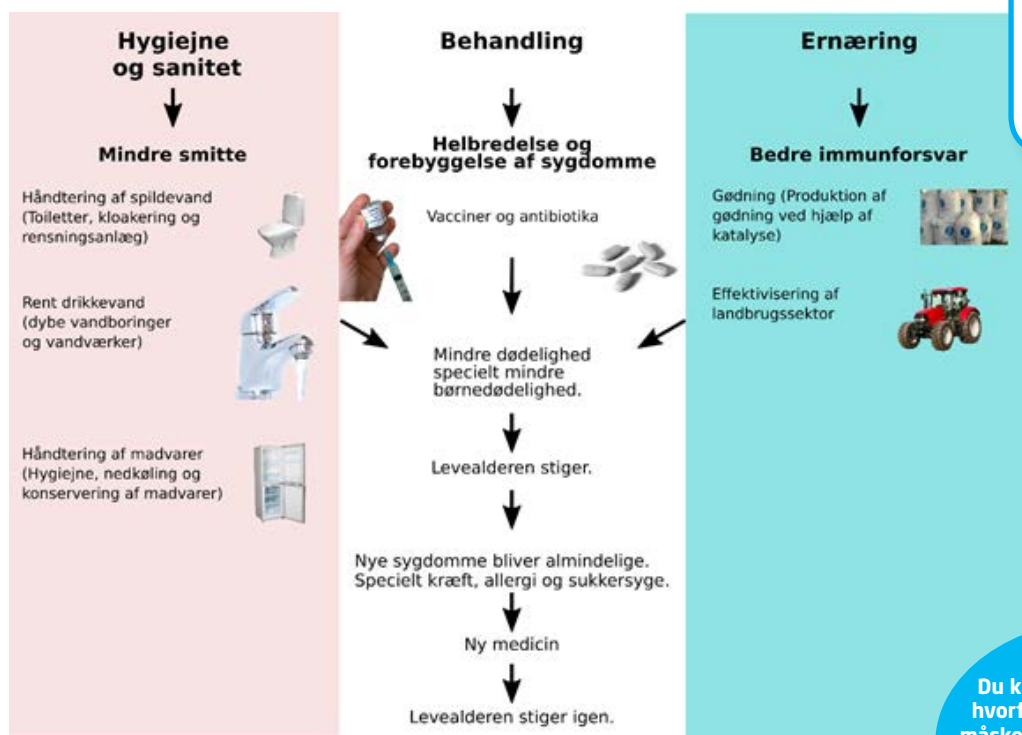 Hygiejne
og sanitet
Mindre smitte
Håndtering af spildevand
(Toiletter, kloakering og
rensningsanlæg)
Rent drikkevand
(dybe vandboringer
og vandværker)
Håndtering af madvarer
(Hygiejne, nedkøling og
konservering af madvarer)
Behandling
Helbredelse og
forebyggelse af sygdomme
Vacciner og antibiotika
Mindre dødelighed
specielt mindre
børnedødelighed.
Levealderen stiger.
Nye sygdomme bliver almindelige.
Specielt kræft, allergi og sukkersyge.
Ny medicin
Levealderen stiger igen.
Ernæring
Bedre immunforsvar
Gødning (Produktion af
gødning ved hjælp af
katalyse)
Effektivisering af
landbrugssektor
Du k
hvorf
måske